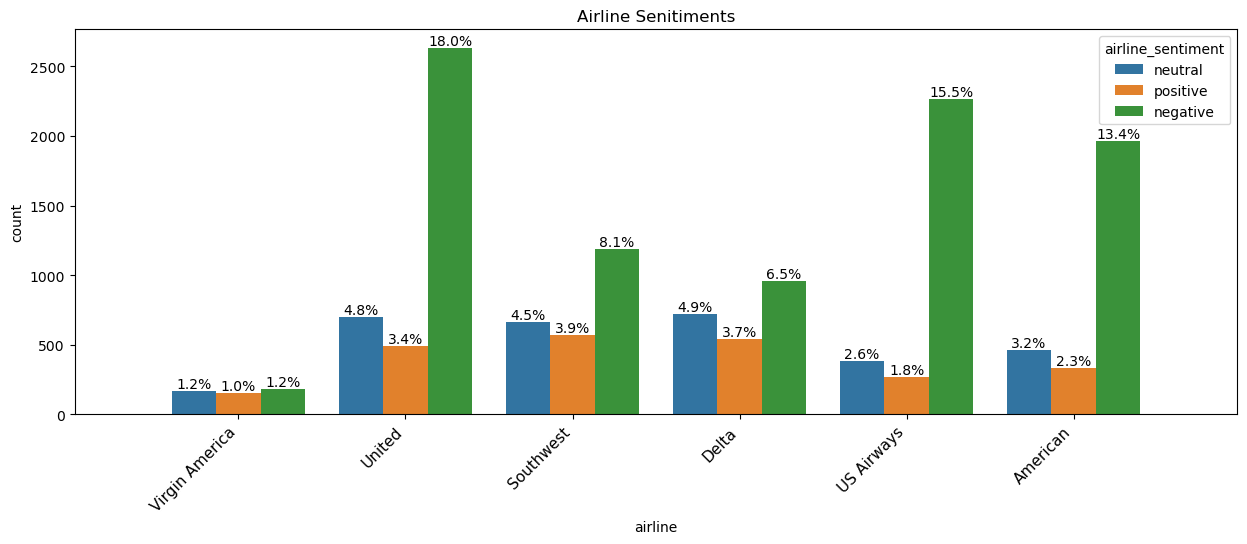 Airline Senitiments
airline_sentiment
neutral
positive
negative
count
2500
2000
1500
1000
500
0
1.2%
1.0%
1.2%
4.8%
3.4%
18.0%
4.5%
3.9%
8.1%
4.9%
3.7%
6.5%
2.6%
1.8%
15.5%
3.2%
2.3%
13.4%
Virgin America
United
Southwest
Delta
US Airways
American
airline